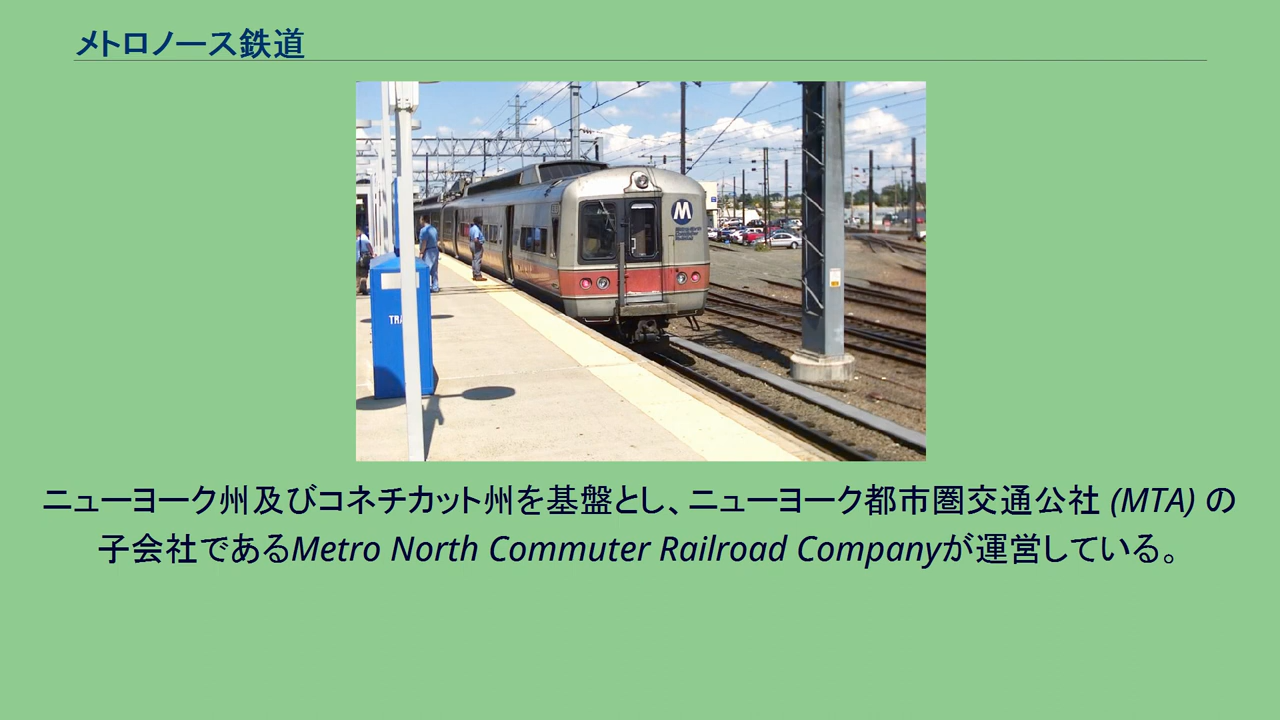 メトロノース鉄道
M
TRA
ニューヨーク州及びコネチカット州を基盤とし、ニューヨーク都市圏交通公社 (MTA) の
子会社であるMetro North Commuter Railroad Companyが運営している。